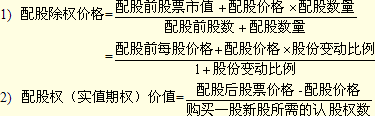 1) 配股除权价格=配股前股票市值+配股价格×配股数量
配股前股数+配股数量
=配股前每股价格+配股价格×股份变动比例
1+股份变动比例
2) 配股权（实值期权）价值=配股后股票价格-配股价格
购买一股新股所需的认股权数